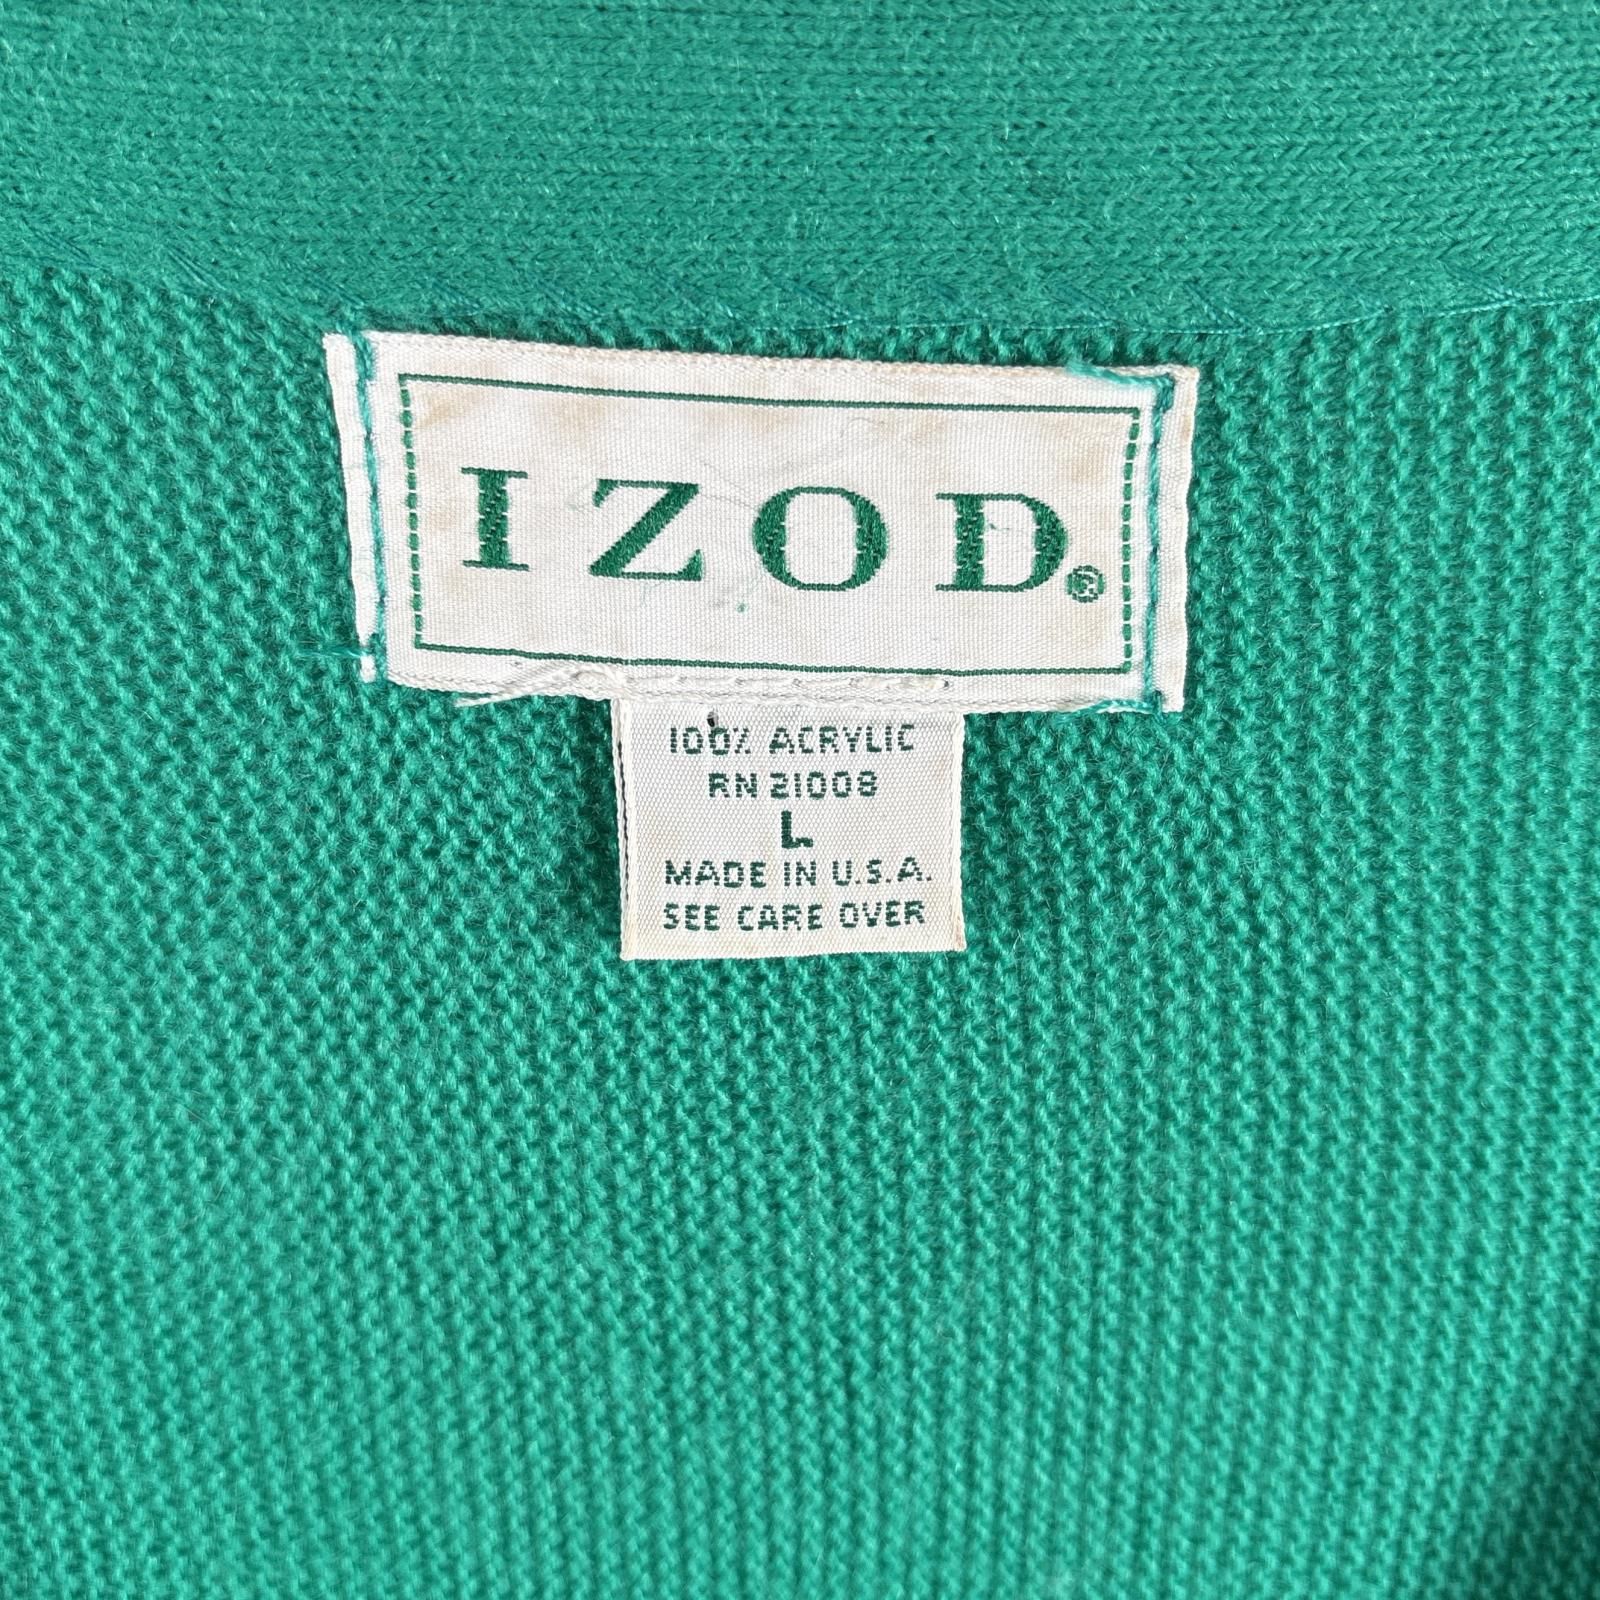 IZOD®
100% ACRYLIC
RN 21008
L
MADE IN U.S.A.
SEE CARE OVER